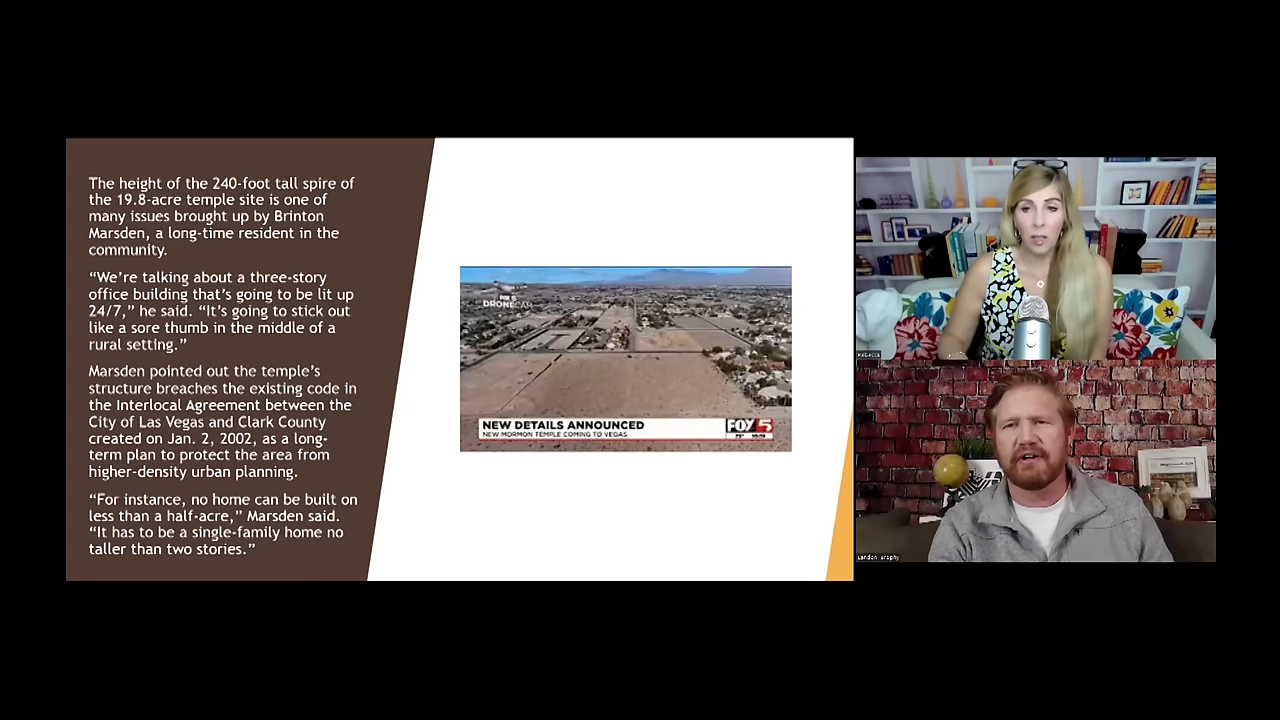 The height of the 240-foot tall spire of
the 19.8-acre temple site is one of
many issues brought up by Brinton
Marsden, a long-time resident in the
community.
“We’re talking about a three-story
office building that’s going to be lit up
24/7,” he said. “It’s going to stick out
like a sore thumb in the middle of a
rural setting.”
Marsden pointed out the temple’s
structure breaches the existing code in
the Interlocal Agreement between the
City of Las Vegas and Clark County
created on Jan. 2, 2002, as a long-
term plan to protect the area from
higher-density urban planning.
“For instance, no home can be built on
less than a half-acre,” Marsden said.
“It has to be a single-family home no
taller than two stories.”
DRONECAM
NEW DETAILS ANNOUNCED
NEW MORMON TEMPLE COMING TO VEGAS
FOX 5
Rebecca
Landon